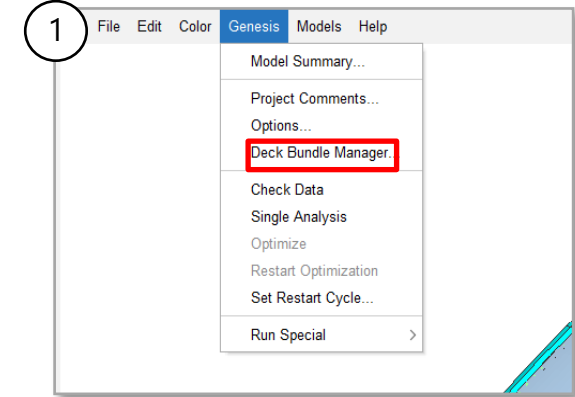 1
File Edit Color Genesis Models Help
Model Summary...
Project Comments...
Options...
Deck Bundle Manager...
Check Data
Single Analysis
Optimize
Restart Optimization
Set Restart Cycle...
Run Special >